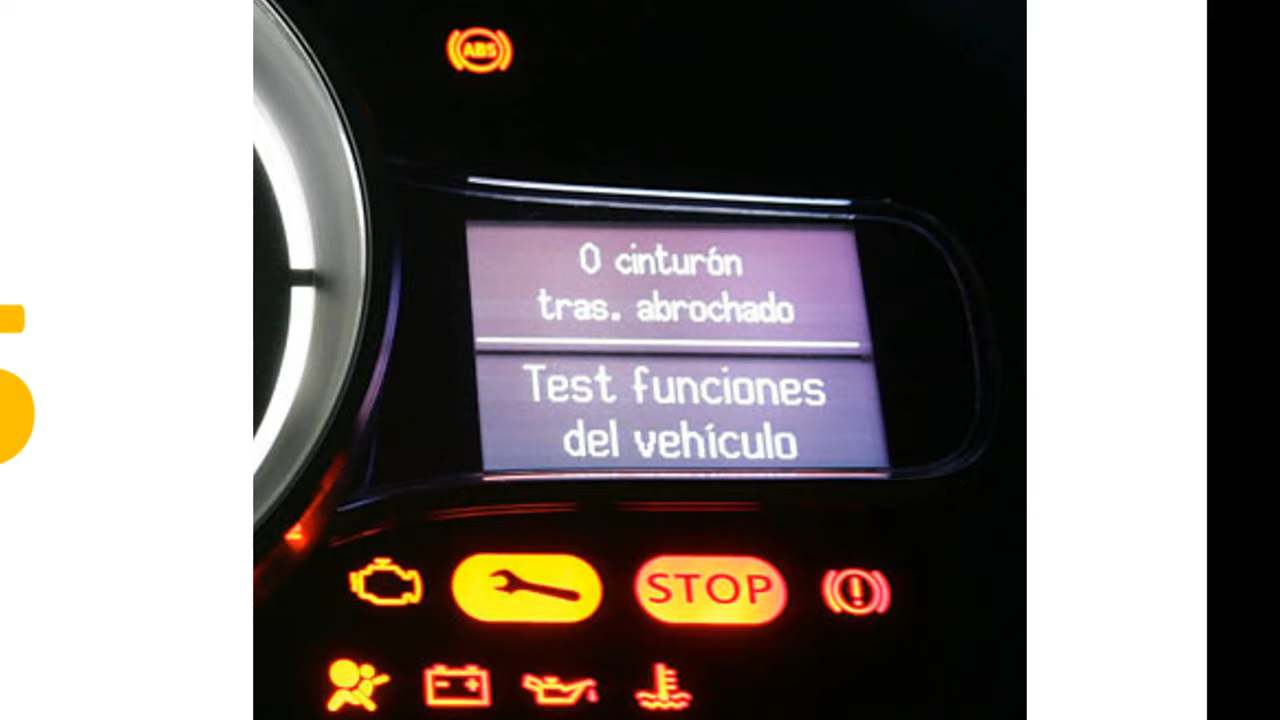 ABS
0 cinturón
tras. abrochado
Test funciones
del vehículo
STOP